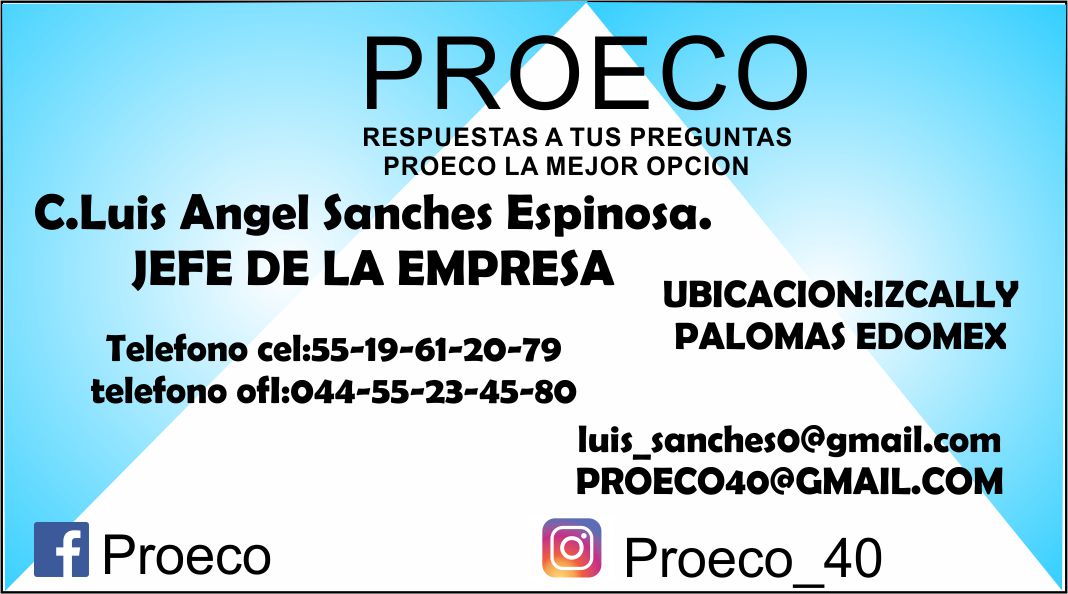 PROECO
RESPUESTAS A TUS PREGUNTAS
PROECO LA MEJOR OPCION
C.Luis Angel Sanches Espinosa.
JEFE DE LA EMPRESA
UBICACION:IZCALLY
PALOMAS EDOMEX
Telefono cel:55-19-61-20-79
telefono ofl:044-55-23-45-80
luis_sanches0@gmail.com
PROECO40@GMAIL.COM
Proeco
Proeco_40